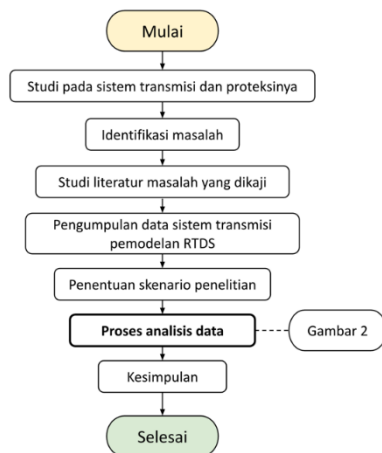 Mulai
Studi pada sistem transmisi dan proteksinya
Identifikasi masalah
Studi literatur masalah yang dikaji
Pengumpulan data sistem transmisi
pemodelan RTDS
Penentuan skenario penelitian
Proses analisis data
Gambar 2
Kesimpulan
Selesai